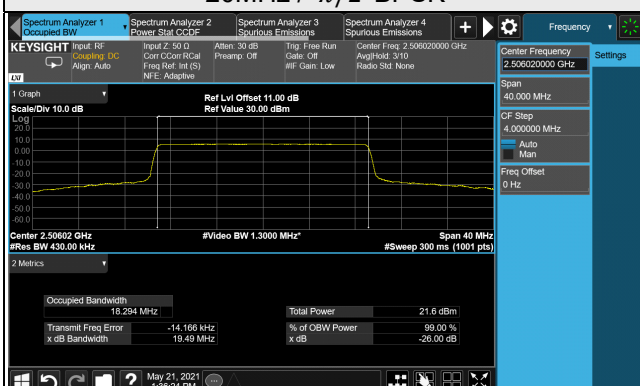 20MHz / π/2 BPSK
Spectrum Analyzer 1
Occupied BW
Spectrum Analyzer 2
Power Stat CCDF
Spectrum Analyzer 3
Spurious Emissions
Spectrum Analyzer 4
Spurious Emissions
+
Frequency
KEYSIGHT
Input: RF
Coupling: DC
Align: Auto
Input Z: 50 Ω
Corr CCorr RCal
Freq Ref: Int (S)
NFE: Adaptive
Atten: 30 dB
Preamp: Off
Trig: Free Run
Gate: Off
#IF Gain: Low
Center Freq: 2.506020000 GHz
Avg|Hold: 3/10
Radio Std: None
LXI
Center Frequency
2.506020000 GHz
Settings
Span
40.000 MHz
CF Step
4.000000 MHz
Auto
Man
Freq Offset
0 Hz
1 Graph
Scale/Div 10.0 dB
Ref Lvl Offset 11.00 dB
Ref Value 30.00 dBm
Log
20.0
10.0
0.00
-10.0
-20.0
-30.0
-40.0
-50.0
-60.0
Center 2.50602 GHz
#Res BW 430.00 kHz
#Video BW 1.3000 MHz*
Span 40 MHz
#Sweep 300 ms (1001 pts)
2 Metrics
Occupied Bandwidth
18.294 MHz
Total Power
21.6 dBm
Transmit Freq Error
-14.166 kHz
% of OBW Power
99.00 %
x dB Bandwidth
19.49 MHz
x dB
-26.00 dB
?
May 21, 2021